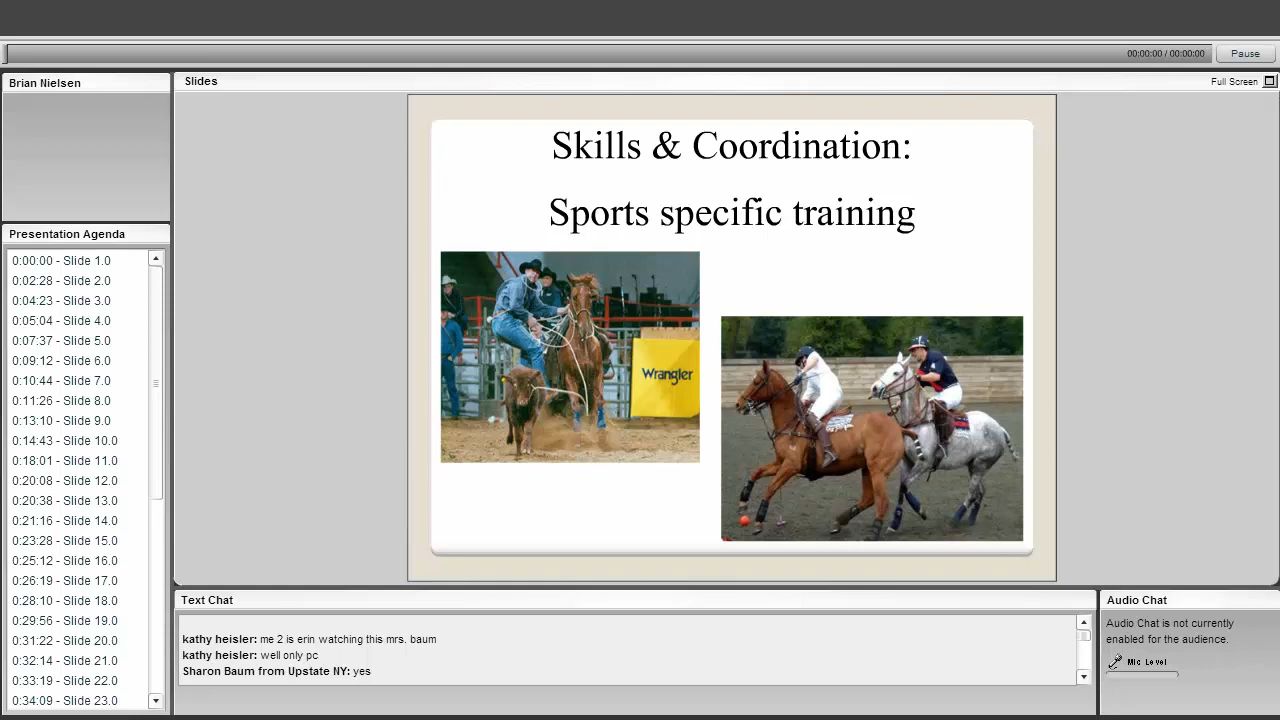 00:00:00 / 00:00:00
Pause
Brian Nielsen
Slides
Full Screen
Skills & Coordination:
Sports specific training
Wrangler
Presentation Agenda
0:00:00 - Slide 1.0
0:02:28 - Slide 2.0
0:04:23 - Slide 3.0
0:05:04 - Slide 4.0
0:07:37 - Slide 5.0
0:09:12 - Slide 6.0
0:10:44 - Slide 7.0
0:11:26 - Slide 8.0
0:13:10 - Slide 9.0
0:14:43 - Slide 10.0
0:18:01 - Slide 11.0
0:20:08 - Slide 12.0
0:20:38 - Slide 13.0
0:21:16 - Slide 14.0
0:23:28 - Slide 15.0
0:25:12 - Slide 16.0
0:26:19 - Slide 17.0
0:28:10 - Slide 18.0
0:29:56 - Slide 19.0
0:31:22 - Slide 20.0
0:32:14 - Slide 21.0
0:33:19 - Slide 22.0
0:34:09 - Slide 23.0
Text Chat
kathy heisler: me 2 is erin watching this mrs. baum
kathy heisler: well only pc
Sharon Baum from Upstate NY: yes
Audio Chat
Audio Chat is not currently
enabled for the audience.
Mic Level